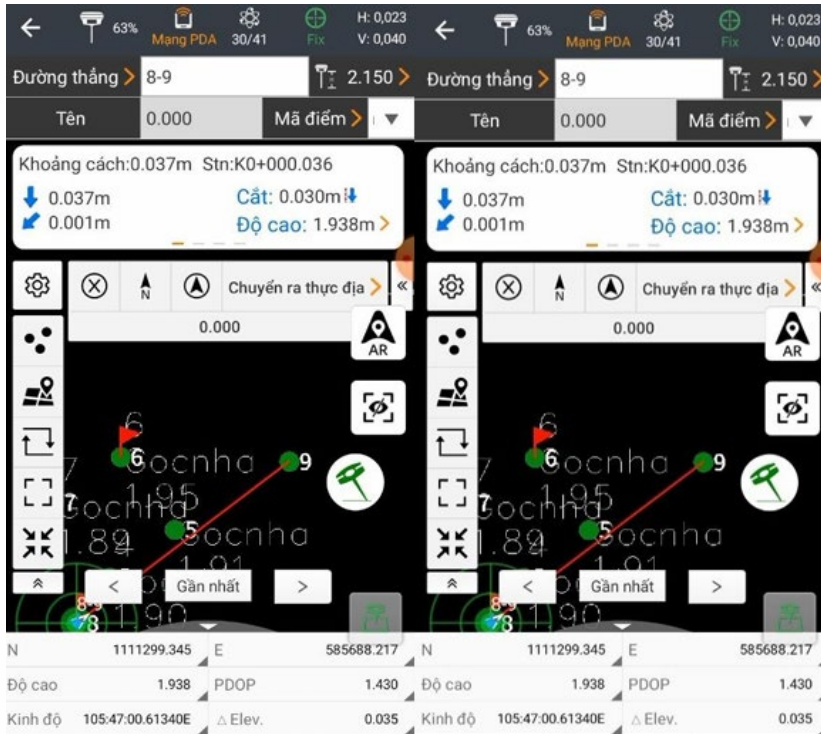 63% Mạng PDA 30/41 Fix H: 0,023 V: 0,040
Đường thẳng 8-9 2.150
Tên 0.000 Mã điểm
Khoảng cách:0.037m Stn:K0+000.036
0.037m Cắt: 0.030m
0.001m Độ cao: 1.938m
N Chuyển ra thực địa
0.000
AR
6
6 Gocnha 9
1.95
7 Gocnha
5 Gocnha
1.89 1.91
< Gần nhất >
8 1.90
N 1111299.345 E 585688.217
Độ cao 1.938 PDOP 1.430
Kinh độ 105:47:00.61340E △ Elev. 0.035
63% Mạng PDA 30/41 Fix H: 0,023 V: 0,040
Đường thẳng 8-9 2.150
Tên 0.000 Mã điểm
Khoảng cách:0.037m Stn:K0+000.036
0.037m Cắt: 0.030m
0.001m Độ cao: 1.938m
N Chuyển ra thực địa
0.000
AR
6
6 Gocnha 9
1.95
7 Gocnha
5 Gocnha
1.89 1.91
< Gần nhất >
8 1.90
N 1111299.345 E 585688.217
Độ cao 1.938 PDOP 1.430
Kinh độ 105:47:00.61340E △ Elev. 0.035